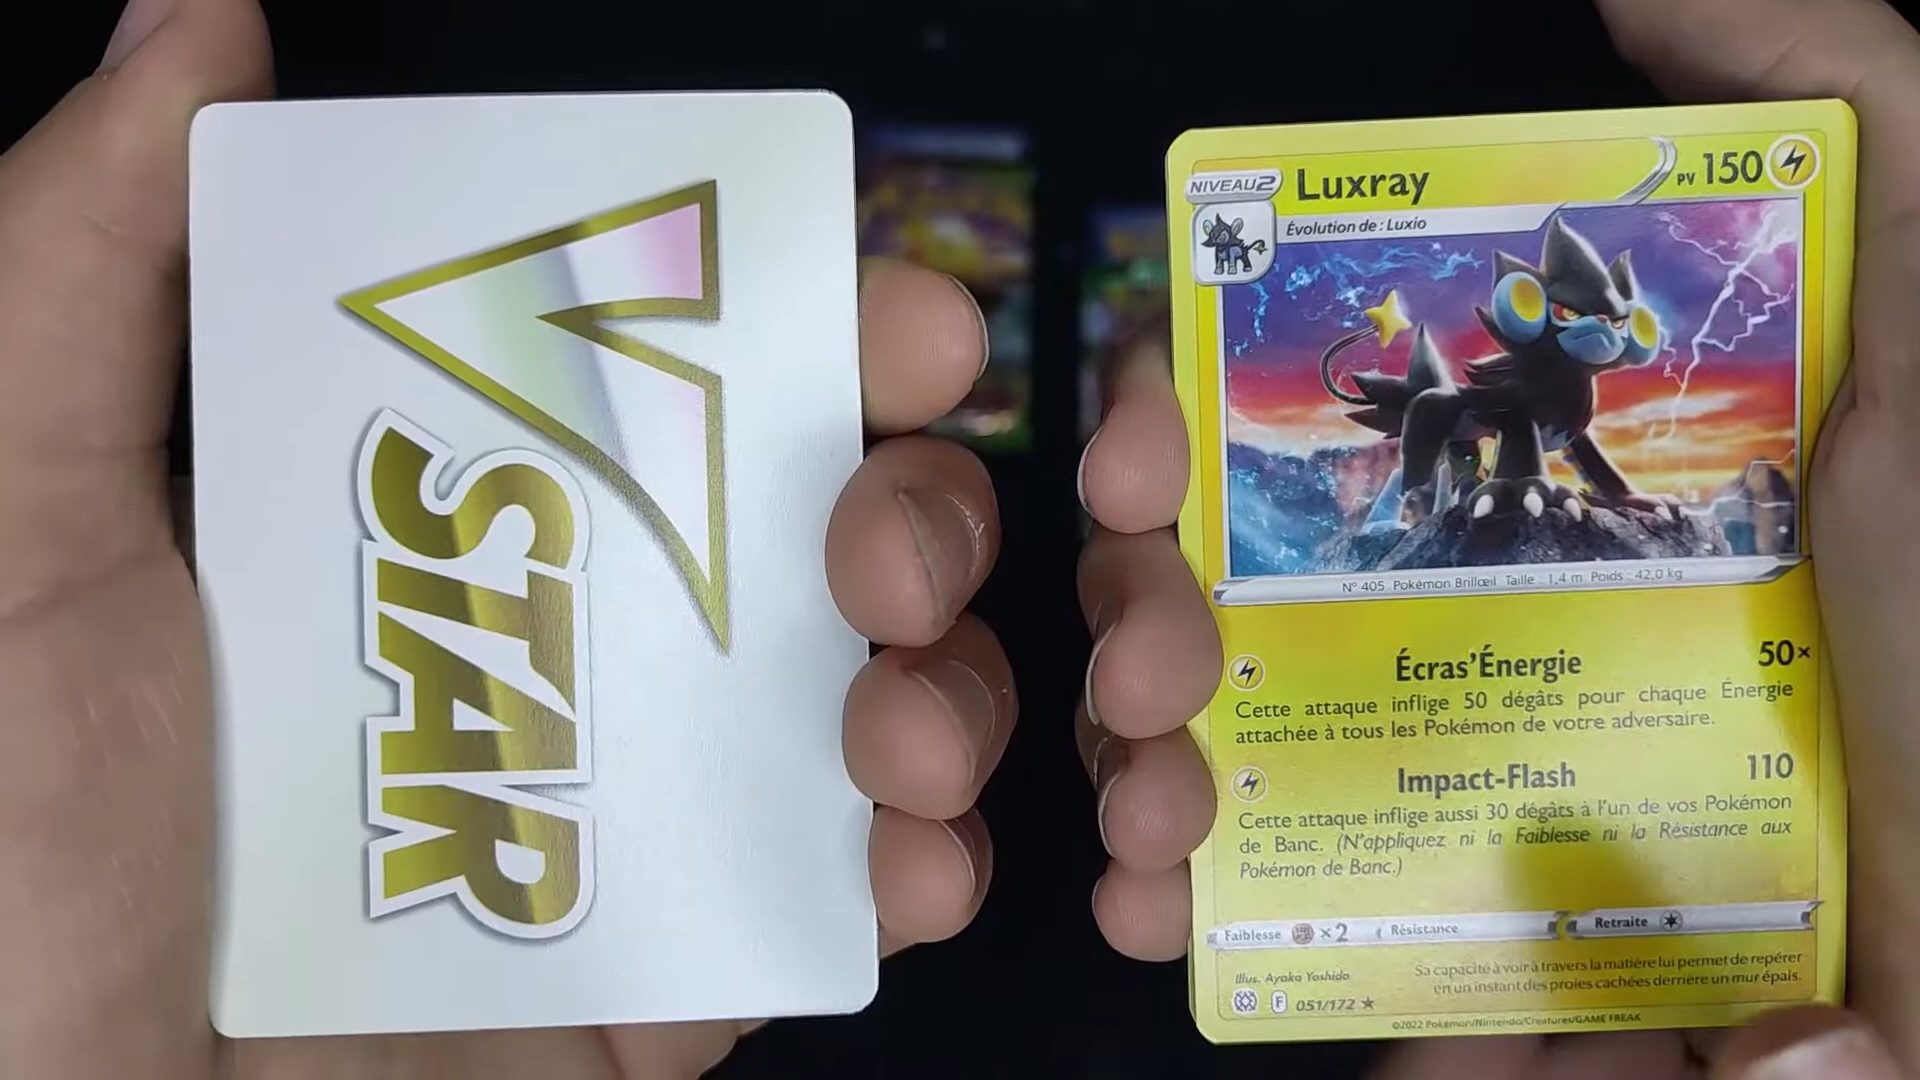 V
STAR
NIVEAU2
Luxray
PV 150
Évolution de : Luxio
N° 405 Pokémon Brillœil Taille : 1,4 m Poids : 42,0 kg
Écras’Énergie 50×
Cette attaque inflige 50 dégâts pour chaque Énergie
attachée à tous les Pokémon de votre adversaire.
Impact-Flash 110
Cette attaque inflige aussi 30 dégâts à l’un de vos Pokémon
de Banc. (N’appliquez ni la Faiblesse ni la Résistance aux
Pokémon de Banc.)
Faiblesse ×2 Résistance Retraite
Illus. Ayaka Yoshida
Sa capacité à voir à travers la matière lui permet de repérer
en un instant des proies cachées derrière un mur épais.
F 051/172 ★
©2022 Pokémon/Nintendo/Creatures/GAME FREAK